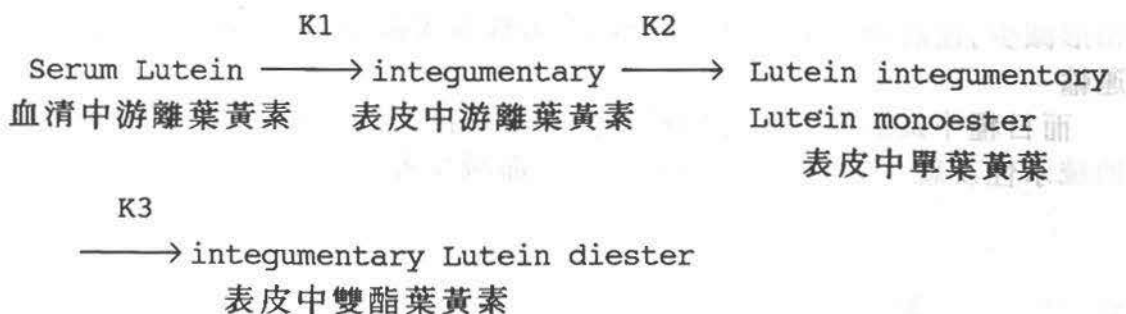 K1 K2
Serum Lutein ⟶ integumentary ⟶ Lutein integumentory
血清中游離葉黃素 表皮中游離葉黃素 Lutein monoester
表皮中單葉黃葉
K3
⟶ integumentary Lutein diester
表皮中雙酯葉黃素